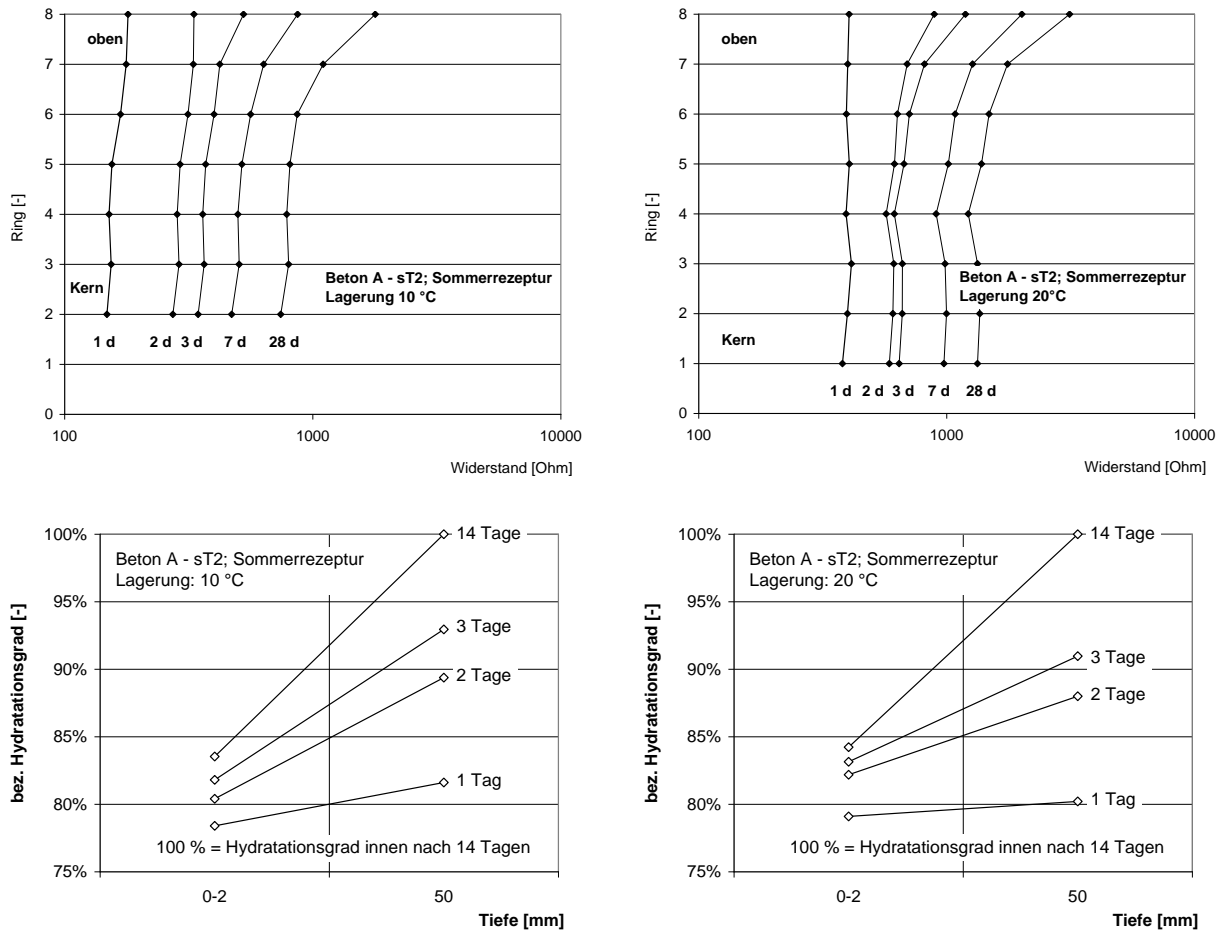 8
7
6
5
4
3
2
1
0
oben
Kern
Ring [-]
Beton A - sT2; Sommerrezeptur
Lagerung 10 °C
1 d 2 d 3 d 7 d 28 d
100 1000 10000
Widerstand [Ohm]
8
7
6
5
4
3
2
1
0
oben
Kern
Ring [-]
Beton A - sT2; Sommerrezeptur
Lagerung 20°C
1 d 2 d 3 d 7 d 28 d
100 1000 10000
Widerstand [Ohm]
100%
95%
90%
85%
80%
75%
bez. Hydratationsgrad [-]
Beton A - sT2; Sommerrezeptur
Lagerung: 10 °C
14 Tage
3 Tage
2 Tage
1 Tag
100 % = Hydratationsgrad innen nach 14 Tagen
0-2 50
Tiefe [mm]
100%
95%
90%
85%
80%
75%
bez. Hydratationsgrad [-]
Beton A - sT2; Sommerrezeptur
Lagerung: 20 °C
14 Tage
3 Tage
2 Tage
1 Tag
100 % = Hydratationsgrad innen nach 14 Tagen
0-2 50
Tiefe [mm]